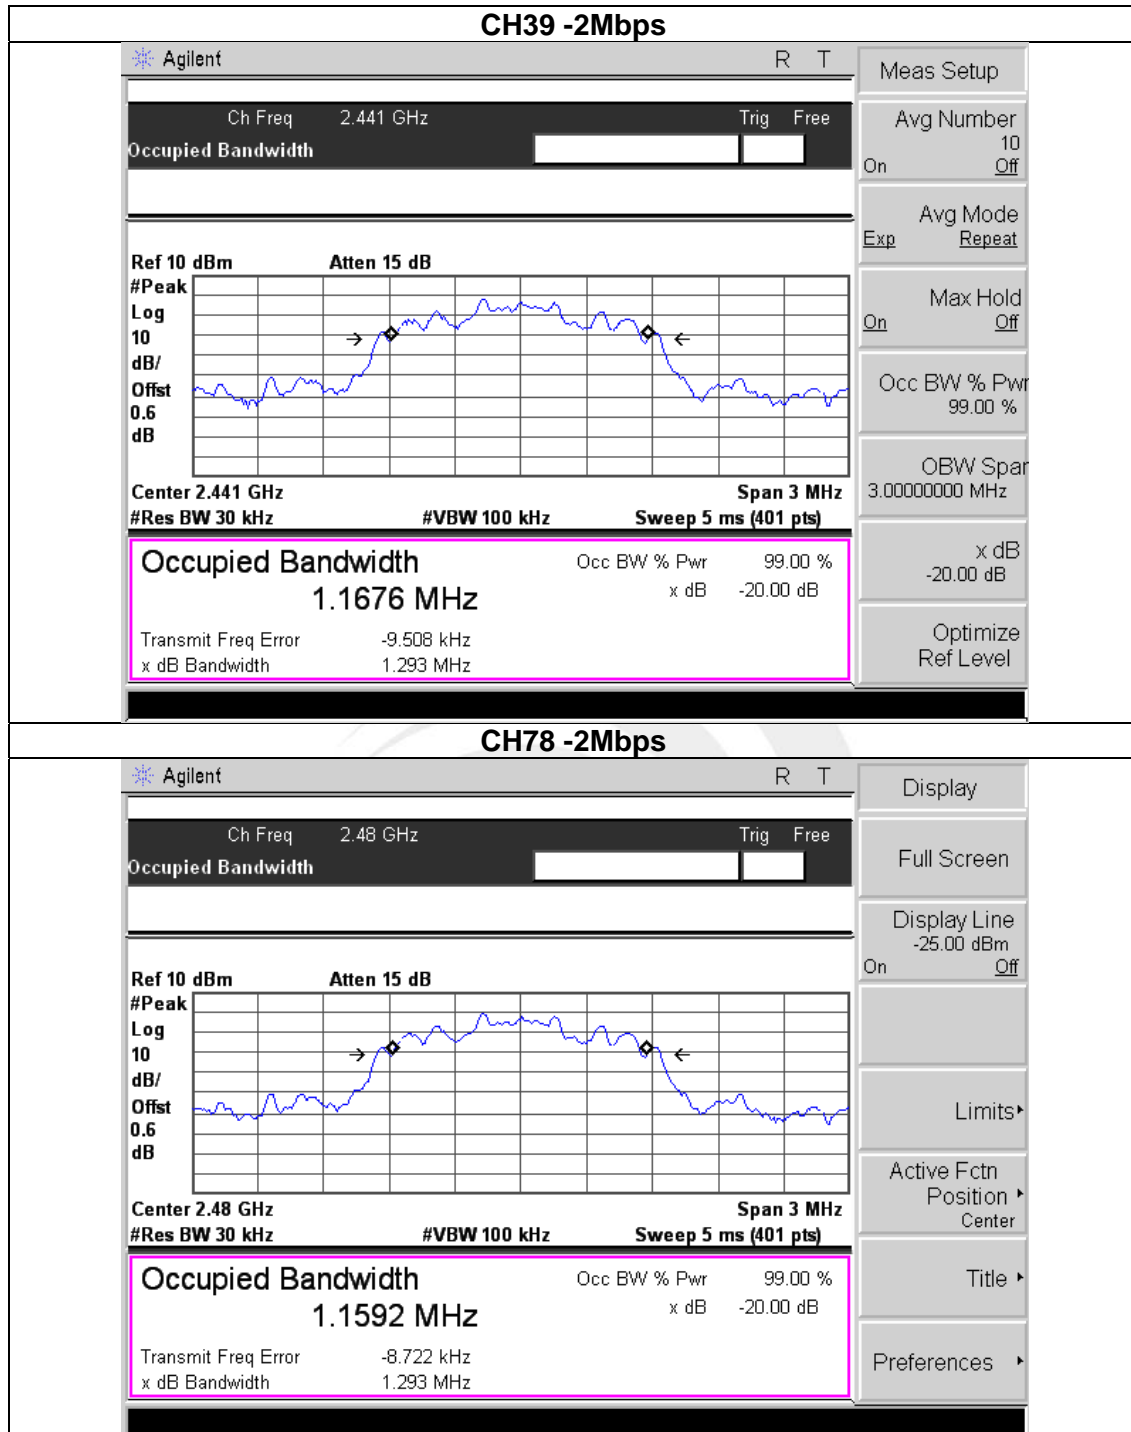 CH39 -2Mbps
Agilent R T
Meas Setup
Ch Freq 2.441 GHz Trig Free
Occupied Bandwidth
Avg Number
10
On Off
Avg Mode
Exp Repeat
Max Hold
On Off
Occ BW % Pwr
99.00 %
OBW Span
3.00000000 MHz
x dB
-20.00 dB
Optimize
Ref Level
Ref 10 dBm Atten 15 dB
#Peak
Log
10
dB/
Offst
0.6
dB
Center 2.441 GHz Span 3 MHz
#Res BW 30 kHz #VBW 100 kHz Sweep 5 ms (401 pts)
Occupied Bandwidth Occ BW % Pwr 99.00 %
1.1676 MHz x dB -20.00 dB
Transmit Freq Error -9.508 kHz
x dB Bandwidth 1.293 MHz
CH78 -2Mbps
Agilent R T
Display
Ch Freq 2.48 GHz Trig Free
Occupied Bandwidth
Full Screen
Display Line
-25.00 dBm
On Off
Limits
Active Fctn
Position
Center
Title
Preferences
Ref 10 dBm Atten 15 dB
#Peak
Log
10
dB/
Offst
0.6
dB
Center 2.48 GHz Span 3 MHz
#Res BW 30 kHz #VBW 100 kHz Sweep 5 ms (401 pts)
Occupied Bandwidth Occ BW % Pwr 99.00 %
1.1592 MHz x dB -20.00 dB
Transmit Freq Error -8.722 kHz
x dB Bandwidth 1.293 MHz